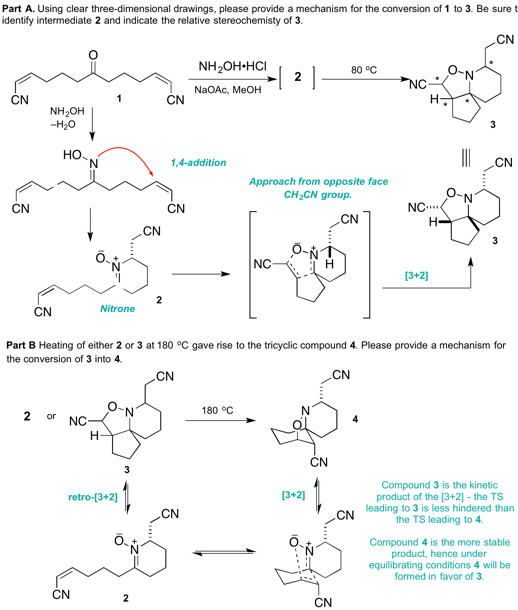 Part A. Using clear three-dimensional drawings, please provide a mechanism for the conversion of 1 to 3. Be sure t
identify intermediate 2 and indicate the relative stereochemisty of 3.
CN
O
NH2OH•HCl
NaOAc, MeOH
[ 2 ]
80 ºC
NC
*
O
N
*
H
*
*
3
CN
CN
1
NH2OH
–H2O
HO
N
1,4-addition
CN
CN
Approach from opposite face
CH2CN group.
CN
CN
O
N
+
2
Nitrone
CN
CN
NC
O
N
+
H
[3+2]
CN
NC
O
N
H
3
Part B Heating of either 2 or 3 at 180 ºC gave rise to the tricyclic compound 4. Please provide a mechanism for
the conversion of 3 into 4.
2 or
CN
NC
O
N
H
3
180 ºC
CN
N
O
CN
4
retro-[3+2]
[3+2]
Compound 3 is the kinetic
product of the [3+2] - the TS
leading to 3 is less hindered than
the TS leading to 4.
Compound 4 is the more stable
product, hence under
equilibrating conditions 4 will be
formed in favor of 3.
CN
O
N
+
CN
2
CN
O
N
+
CN